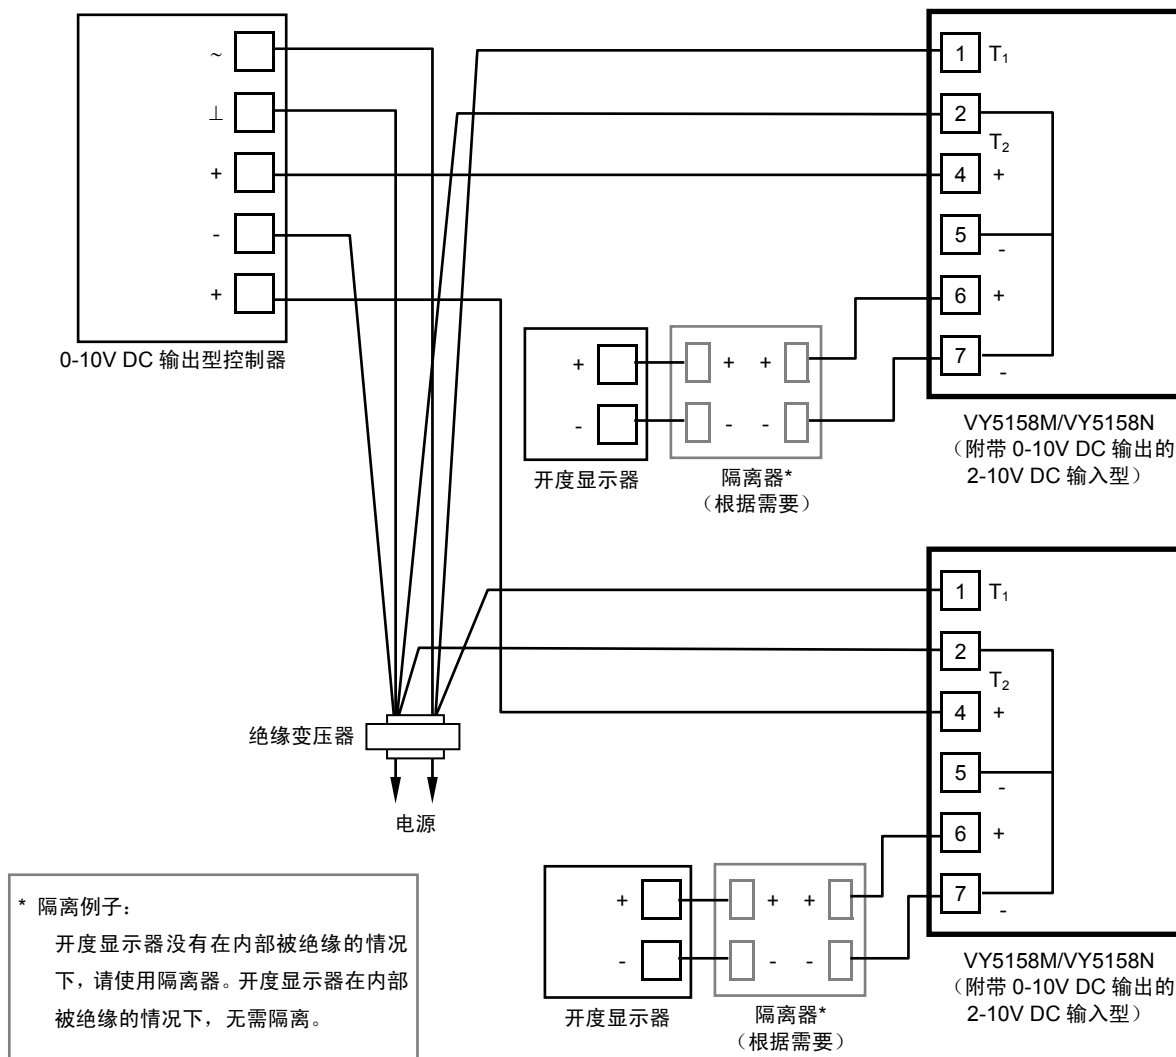 ~
⊥
+
-
+
0-10V DC 输出型控制器
1 T₁
2
T₂
4 +
5 -
6 +
7 -
VY5158M/VY5158N
（附带 0-10V DC 输出的
2-10V DC 输入型）
+ + +
- - -
开度显示器
隔离器*
（根据需要）
1 T₁
2
T₂
4 +
5 -
6 +
7 -
VY5158M/VY5158N
（附带 0-10V DC 输出的
2-10V DC 输入型）
绝缘变压器
电源
+ + +
- - -
开度显示器
隔离器*
（根据需要）
* 隔离例子：
开度显示器没有在内部被绝缘的情况
下，请使用隔离器。开度显示器在内部
被绝缘的情况下，无需隔离。